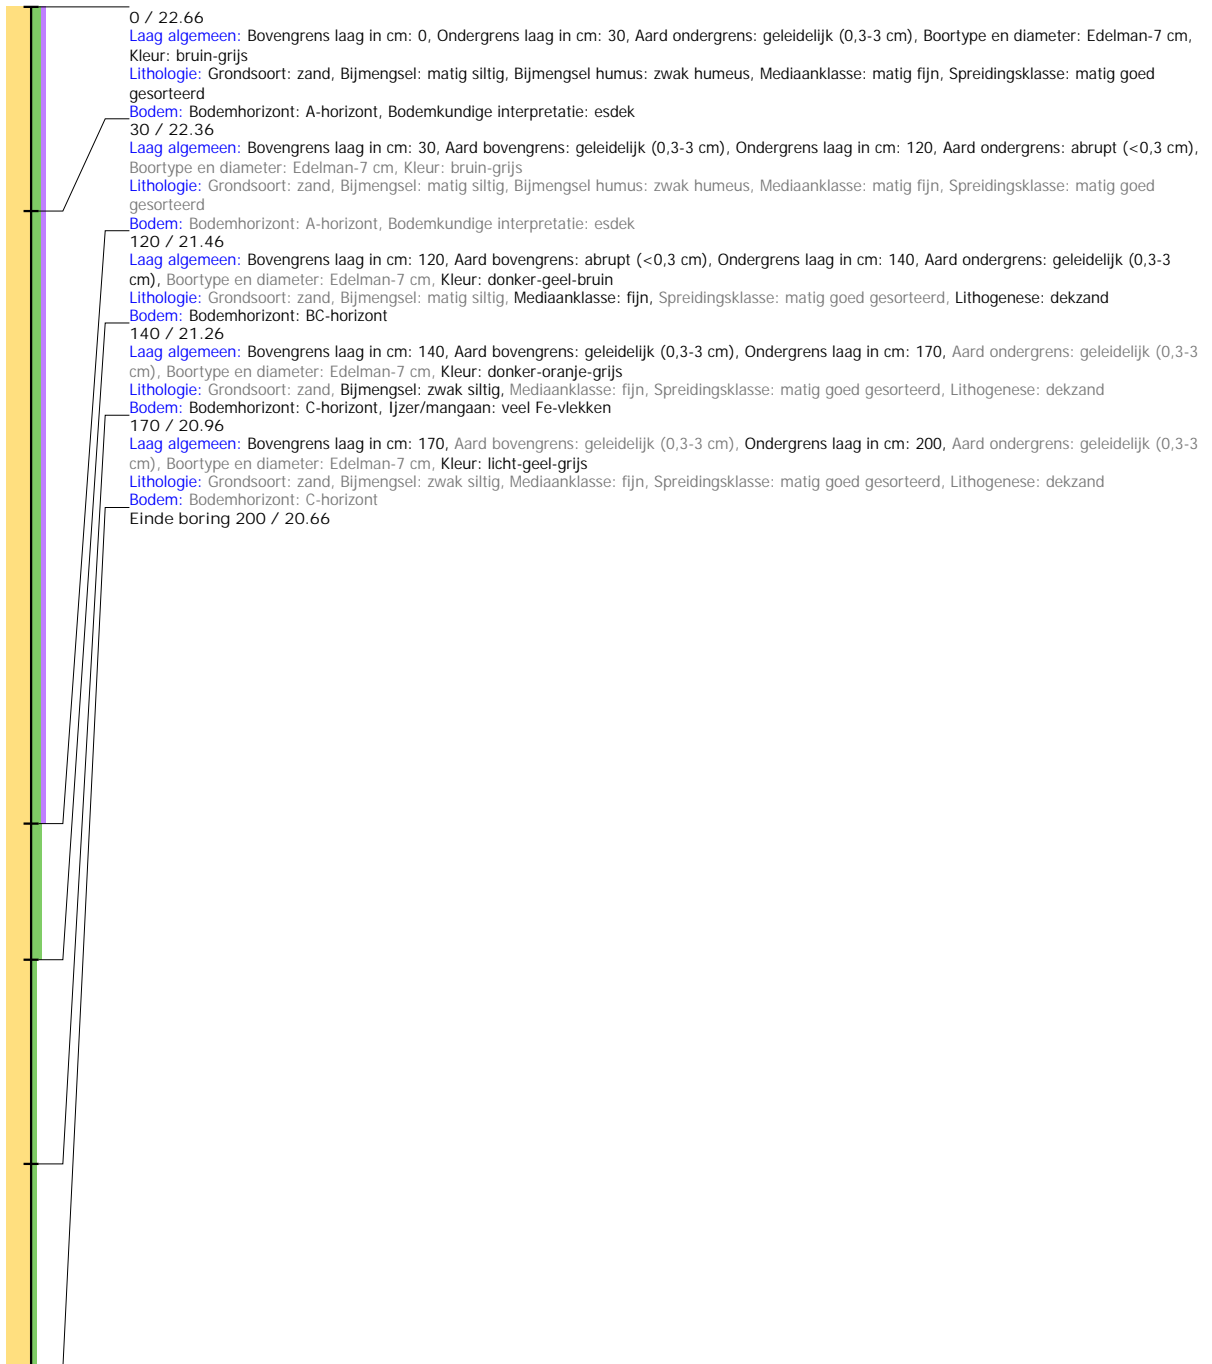 0 / 22.66
Laag algemeen: Bovengrens laag in cm: 0, Ondergrens laag in cm: 30, Aard ondergrens: geleidelijk (0,3-3 cm), Boortype en diameter: Edelman-7 cm,
Kleur: bruin-grijs
Lithologie: Grondsoort: zand, Bijmengsel: matig siltig, Bijmengsel humus: zwak humeus, Mediaanklasse: matig fijn, Spreidingsklasse: matig goed
gesorteerd
Bodem: Bodemhorizont: A-horizont, Bodemkundige interpretatie: esdek
30 / 22.36
Laag algemeen: Bovengrens laag in cm: 30, Aard bovengrens: geleidelijk (0,3-3 cm), Ondergrens laag in cm: 120, Aard ondergrens: abrupt (<0,3 cm),
Boortype en diameter: Edelman-7 cm, Kleur: bruin-grijs
Lithologie: Grondsoort: zand, Bijmengsel: matig siltig, Bijmengsel humus: zwak humeus, Mediaanklasse: matig fijn, Spreidingsklasse: matig goed
gesorteerd
Bodem: Bodemhorizont: A-horizont, Bodemkundige interpretatie: esdek
120 / 21.46
Laag algemeen: Bovengrens laag in cm: 120, Aard bovengrens: abrupt (<0,3 cm), Ondergrens laag in cm: 140, Aard ondergrens: geleidelijk (0,3-3
cm), Boortype en diameter: Edelman-7 cm, Kleur: donker-geel-bruin
Lithologie: Grondsoort: zand, Bijmengsel: matig siltig, Mediaanklasse: fijn, Spreidingsklasse: matig goed gesorteerd, Lithogenese: dekzand
Bodem: Bodemhorizont: BC-horizont
140 / 21.26
Laag algemeen: Bovengrens laag in cm: 140, Aard bovengrens: geleidelijk (0,3-3 cm), Ondergrens laag in cm: 170, Aard ondergrens: geleidelijk (0,3-3
cm), Boortype en diameter: Edelman-7 cm, Kleur: donker-oranje-grijs
Lithologie: Grondsoort: zand, Bijmengsel: zwak siltig, Mediaanklasse: fijn, Spreidingsklasse: matig goed gesorteerd, Lithogenese: dekzand
Bodem: Bodemhorizont: C-horizont, Ijzer/mangaan: veel Fe-vlekken
170 / 20.96
Laag algemeen: Bovengrens laag in cm: 170, Aard bovengrens: geleidelijk (0,3-3 cm), Ondergrens laag in cm: 200, Aard ondergrens: geleidelijk (0,3-3
cm), Boortype en diameter: Edelman-7 cm, Kleur: licht-geel-grijs
Lithologie: Grondsoort: zand, Bijmengsel: zwak siltig, Mediaanklasse: fijn, Spreidingsklasse: matig goed gesorteerd, Lithogenese: dekzand
Bodem: Bodemhorizont: C-horizont
Einde boring 200 / 20.66